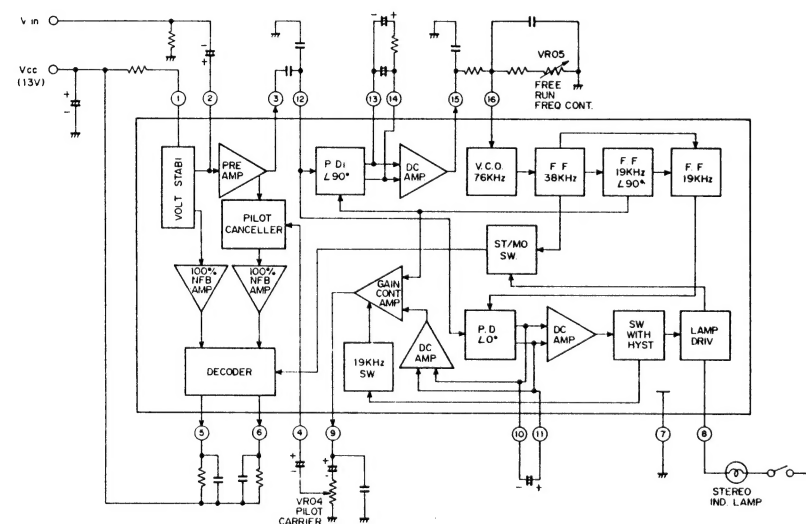 V in
Vcc
(13V)
VR05
FREE
RUN
FREQ CONT.
1
2
3
12
13
14
15
16
VOLT STABI
PRE
AMP
P. Di
∠90°
DC
AMP
V.C.O.
76KHz
F F
38KHz
F F
19KHz
∠90°
F F
19KHz
PILOT
CANCELLER
ST/MO
SW.
100%
NFB
AMP
100%
NFB
AMP
GAIN
CONT
AMP
DC
AMP
P.D
∠0°
DC
AMP
SW
WITH
HYST
LAMP
DRIV
19KHz
SW
DECODER
5
6
4
9
10
11
7
8
VR04
PILOT
CARRIER
STEREO
IND. LAMP